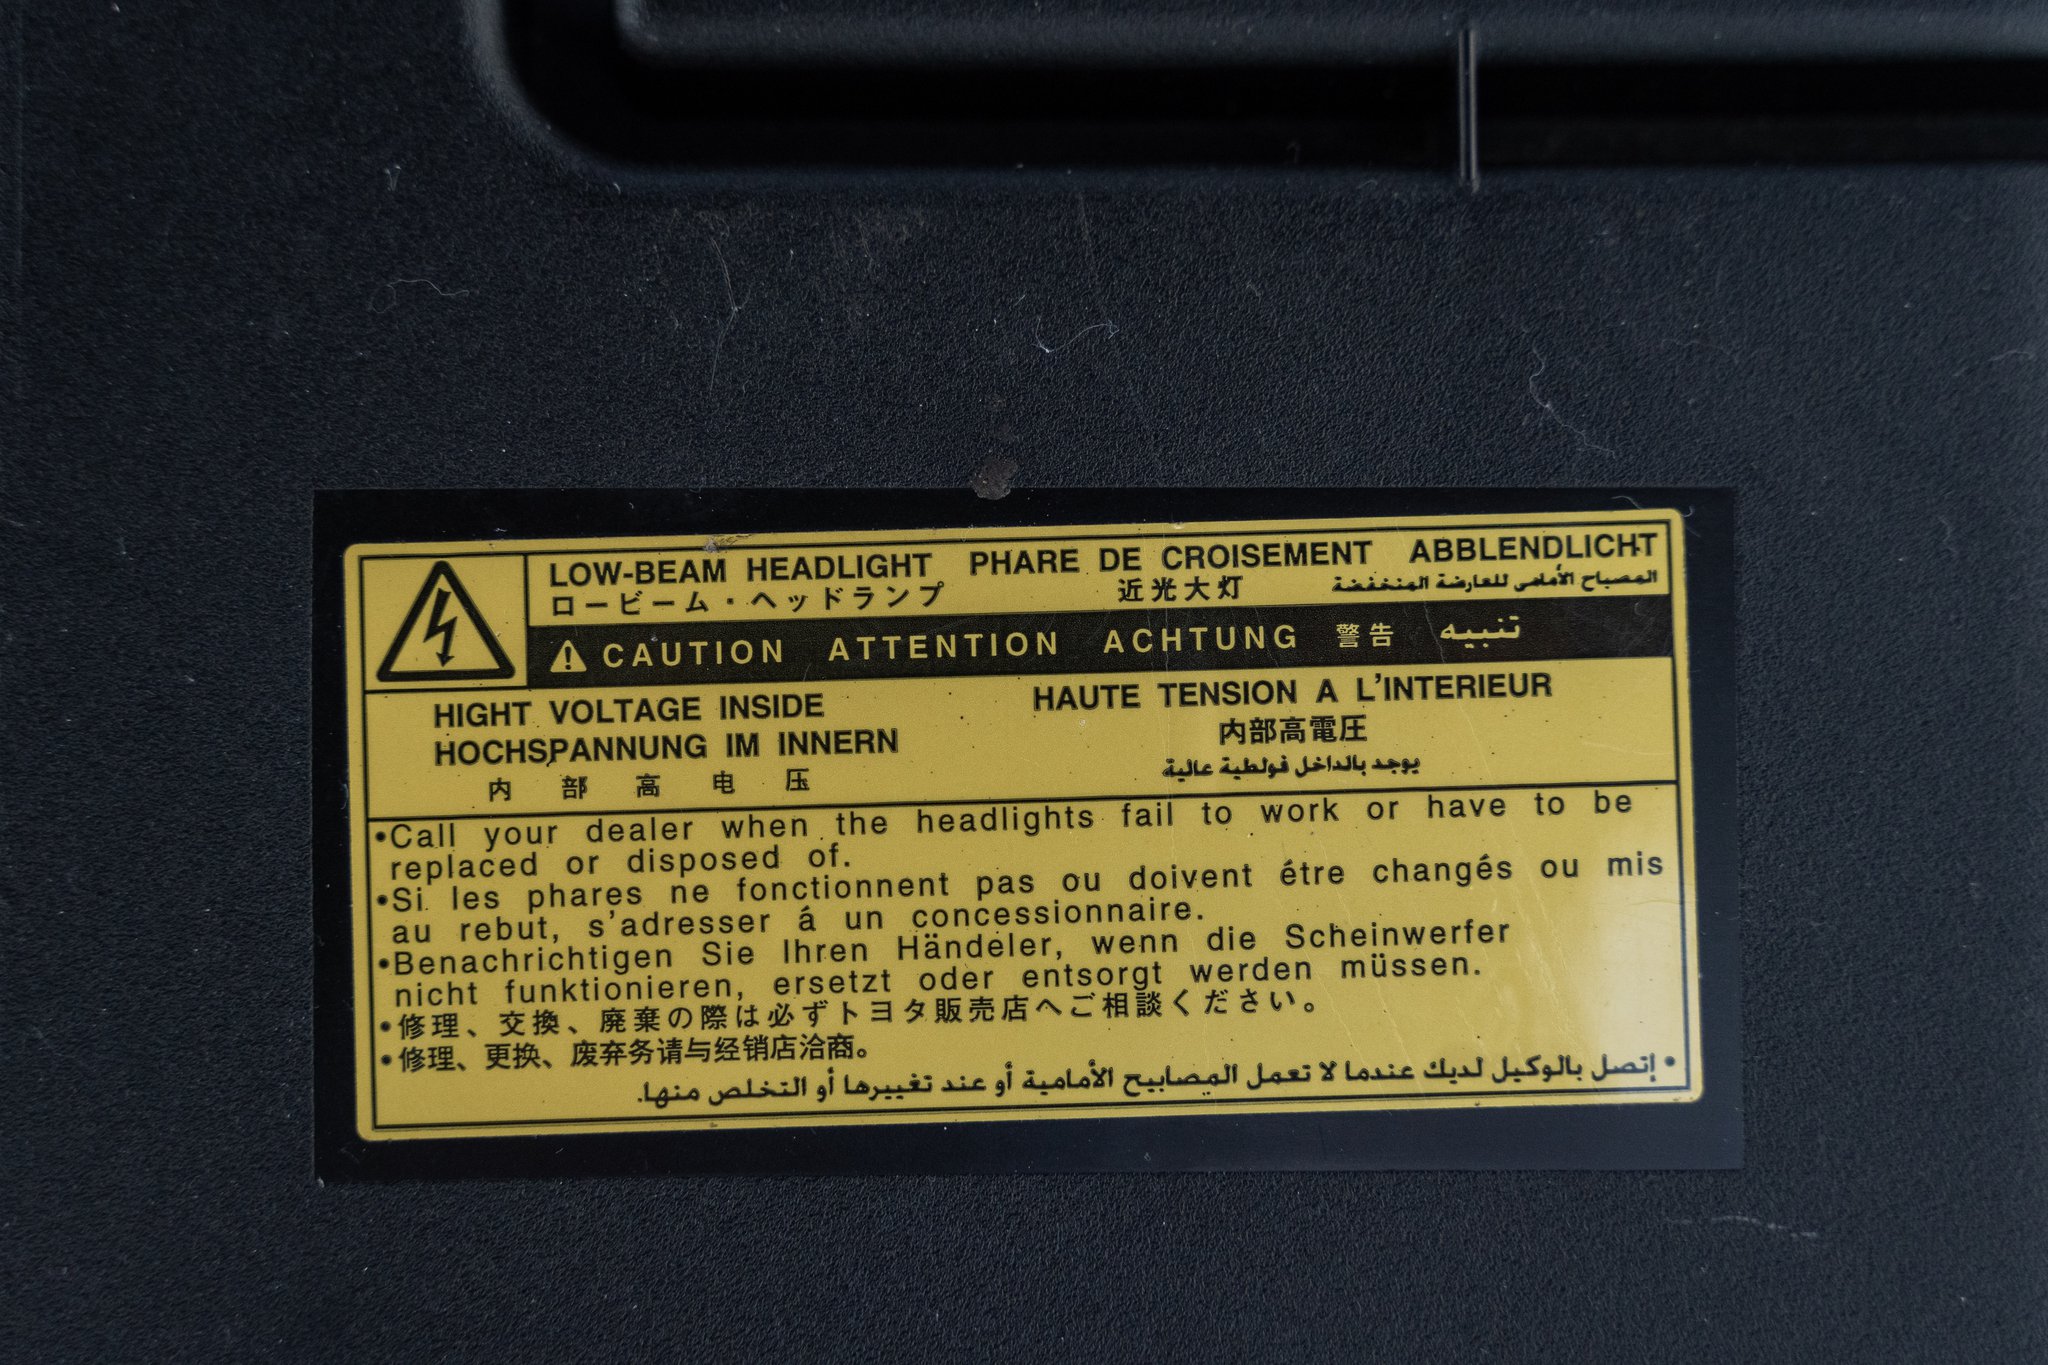 LOW-BEAM HEADLIGHT PHARE DE CROISEMENT ABBLENDLICHT
ロービーム・ヘッドランプ 近光大灯 المصباح الأمامى للعارضة المنخفضة
CAUTION ATTENTION ACHTUNG 警告 تنبيه
HIGHT VOLTAGE INSIDE HAUTE TENSION A L'INTERIEUR
HOCHSPANNUNG IM INNERN 内部高電圧
内部高电压 يوجد بالداخل فولطية عالية
•Call your dealer when the headlights fail to work or have to be
replaced or disposed of.
•Si les phares ne fonctionnent pas ou doivent étre changés ou mis
au rebut, s'adresser á un concessionnaire.
•Benachrichtigen Sie Ihren Händeler, wenn die Scheinwerfer
nicht funktionieren, ersetzt oder entsorgt werden müssen.
•修理、交換、廃棄の際は必ずトヨタ販売店へご相談ください。
•修理、更换、废弃务请与经销店洽商。
•إتصل بالوكيل لديك عندما لا تعمل المصابيح الأمامية أو عند تغييرها أو التخلص منها.